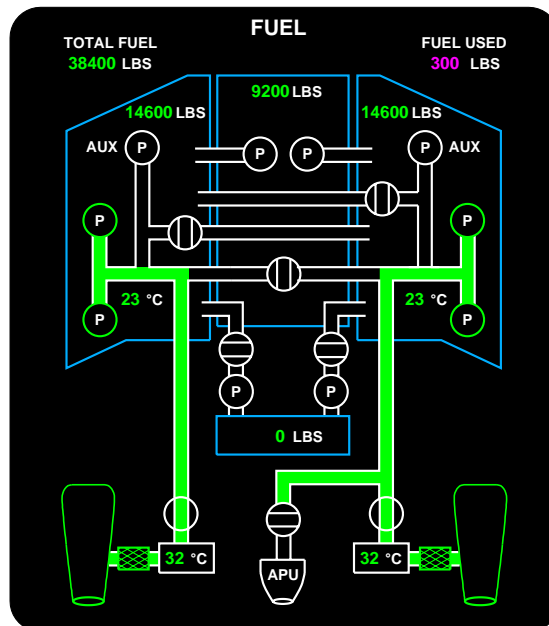 FUEL
TOTAL FUEL
38400 LBS
FUEL USED
300 LBS
9200 LBS
14600 LBS
14600 LBS
AUX P
P P
P AUX
P
P
23 °C
23 °C
P
P
P
P
0 LBS
32 °C
APU
32 °C